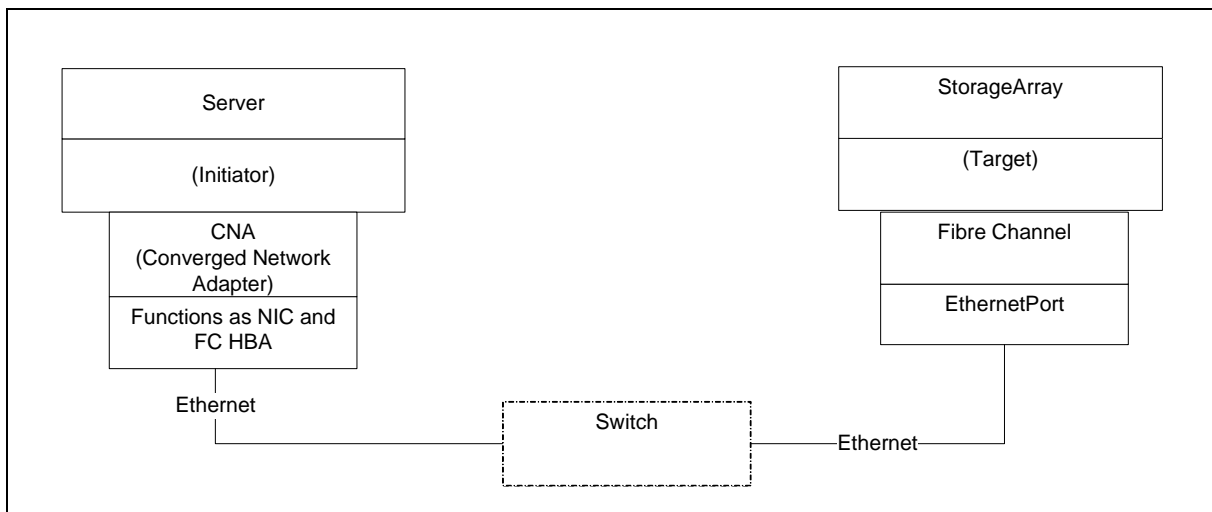 Server
(Initiator)
CNA
(Converged Network
Adapter)
Functions as NIC and
FC HBA
Ethernet
Switch
Ethernet
StorageArray
(Target)
Fibre Channel
EthernetPort